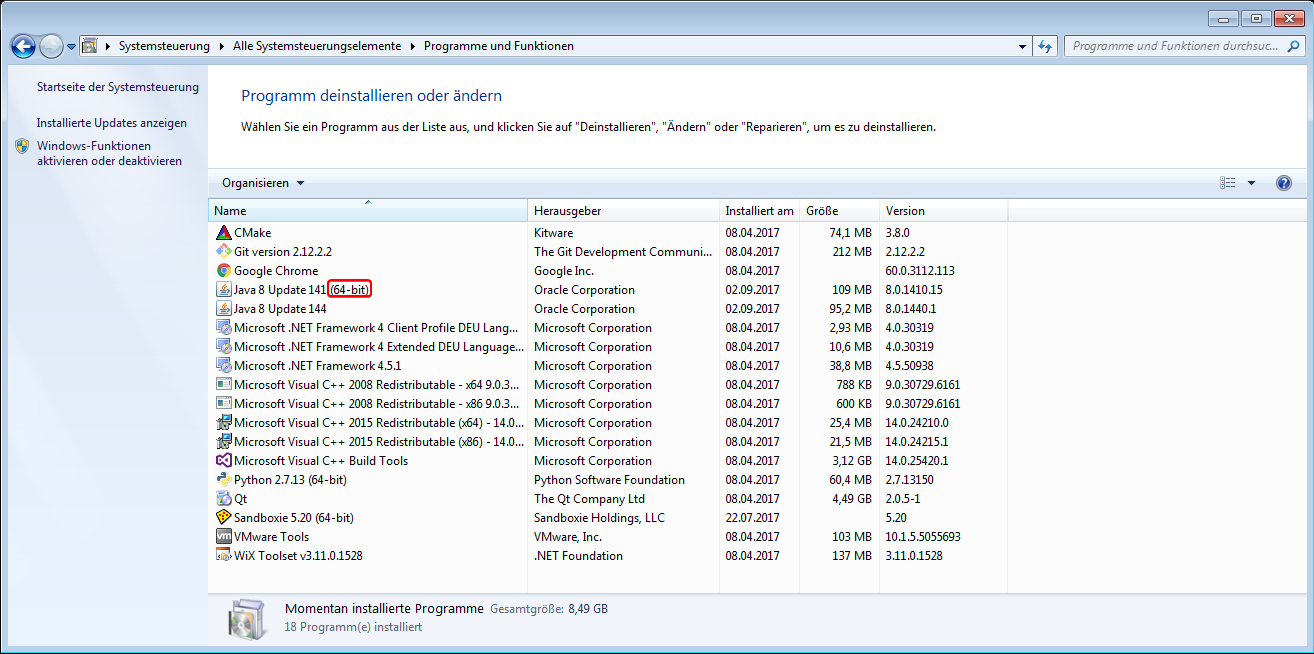 Systemsteuerung Alle Systemsteuerungselemente Programme und Funktionen
Programme und Funktionen durchsuc...
Startseite der Systemsteuerung
Installierte Updates anzeigen
Windows-Funktionen
aktivieren oder deaktivieren
Programm deinstallieren oder ändern
Wählen Sie ein Programm aus der Liste aus, und klicken Sie auf "Deinstallieren", "Ändern" oder "Reparieren", um es zu deinstallieren.
Organisieren
Name Herausgeber Installiert am Größe Version
CMake Kitware 08.04.2017 74,1 MB 3.8.0
Git version 2.12.2.2 The Git Development Communi... 08.04.2017 212 MB 2.12.2.2
Google Chrome Google Inc. 08.04.2017 60.0.3112.113
Java 8 Update 141 (64-bit) Oracle Corporation 02.09.2017 109 MB 8.0.1410.15
Java 8 Update 144 Oracle Corporation 02.09.2017 95,2 MB 8.0.1440.1
Microsoft .NET Framework 4 Client Profile DEU Lang... Microsoft Corporation 08.04.2017 2,93 MB 4.0.30319
Microsoft .NET Framework 4 Extended DEU Language... Microsoft Corporation 08.04.2017 10,6 MB 4.0.30319
Microsoft .NET Framework 4.5.1 Microsoft Corporation 08.04.2017 38,8 MB 4.5.50938
Microsoft Visual C++ 2008 Redistributable - x64 9.0.3... Microsoft Corporation 08.04.2017 788 KB 9.0.30729.6161
Microsoft Visual C++ 2008 Redistributable - x86 9.0.3... Microsoft Corporation 08.04.2017 600 KB 9.0.30729.6161
Microsoft Visual C++ 2015 Redistributable (x64) - 14.0... Microsoft Corporation 08.04.2017 25,4 MB 14.0.24210.0
Microsoft Visual C++ 2015 Redistributable (x86) - 14.0... Microsoft Corporation 08.04.2017 21,5 MB 14.0.24215.1
Microsoft Visual C++ Build Tools Microsoft Corporation 08.04.2017 3,12 GB 14.0.25420.1
Python 2.7.13 (64-bit) Python Software Foundation 08.04.2017 60,4 MB 2.7.13150
Qt The Qt Company Ltd 08.04.2017 4,49 GB 2.0.5-1
Sandboxie 5.20 (64-bit) Sandboxie Holdings, LLC 22.07.2017 5.20
vm VMware Tools VMware, Inc. 08.04.2017 103 MB 10.1.5.5055693
WiX Toolset v3.11.0.1528 .NET Foundation 08.04.2017 137 MB 3.11.0.1528
Momentan installierte Programme Gesamtgröße: 8,49 GB
18 Programm(e) installiert